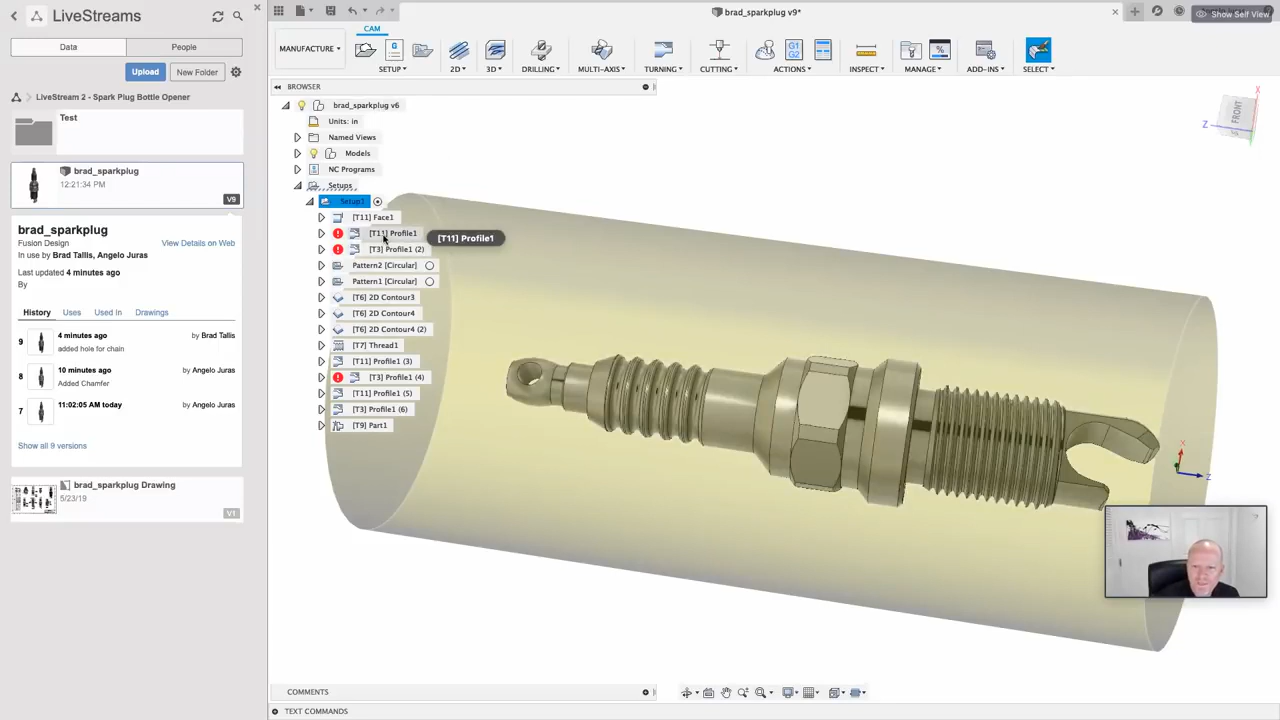 LiveStreams
brad_sparkplug v9*
Show Self View
Data
People
Upload
New Folder
LiveStream 2 - Spark Plug Bottle Opener
Test
brad_sparkplug
12:21:34 PM
V9
brad_sparkplug
Fusion Design
View Details on Web
In use by Brad Tallis, Angelo Juras
Last updated 4 minutes ago
By
History
Uses
Used In
Drawings
9
4 minutes ago
by Brad Tallis
added hole for chain
8
10 minutes ago
by Angelo Juras
Added Chamfer
7
11:02:05 AM today
by Angelo Juras
Show all 9 versions
brad_sparkplug Drawing
5/23/19
V1
CAM
MANUFACTURE
G
G1
G2
SETUP
2D
3D
DRILLING
MULTI-AXIS
TURNING
CUTTING
ACTIONS
INSPECT
MANAGE
ADD-INS
SELECT
BROWSER
brad_sparkplug v6
Units: in
Named Views
Models
NC Programs
Setups
Setup1
[T11] Face1
[T11] Profile1
[T11] Profile1
[T3] Profile1 (2)
Pattern2 [Circular]
Pattern1 [Circular]
[T6] 2D Contour3
[T6] 2D Contour4
[T6] 2D Contour4 (2)
[T7] Thread1
[T11] Profile1 (3)
[T3] Profile1 (4)
[T11] Profile1 (5)
[T3] Profile1 (6)
[T9] Part1
X
FRONT
Z
X
Z
COMMENTS
TEXT COMMANDS